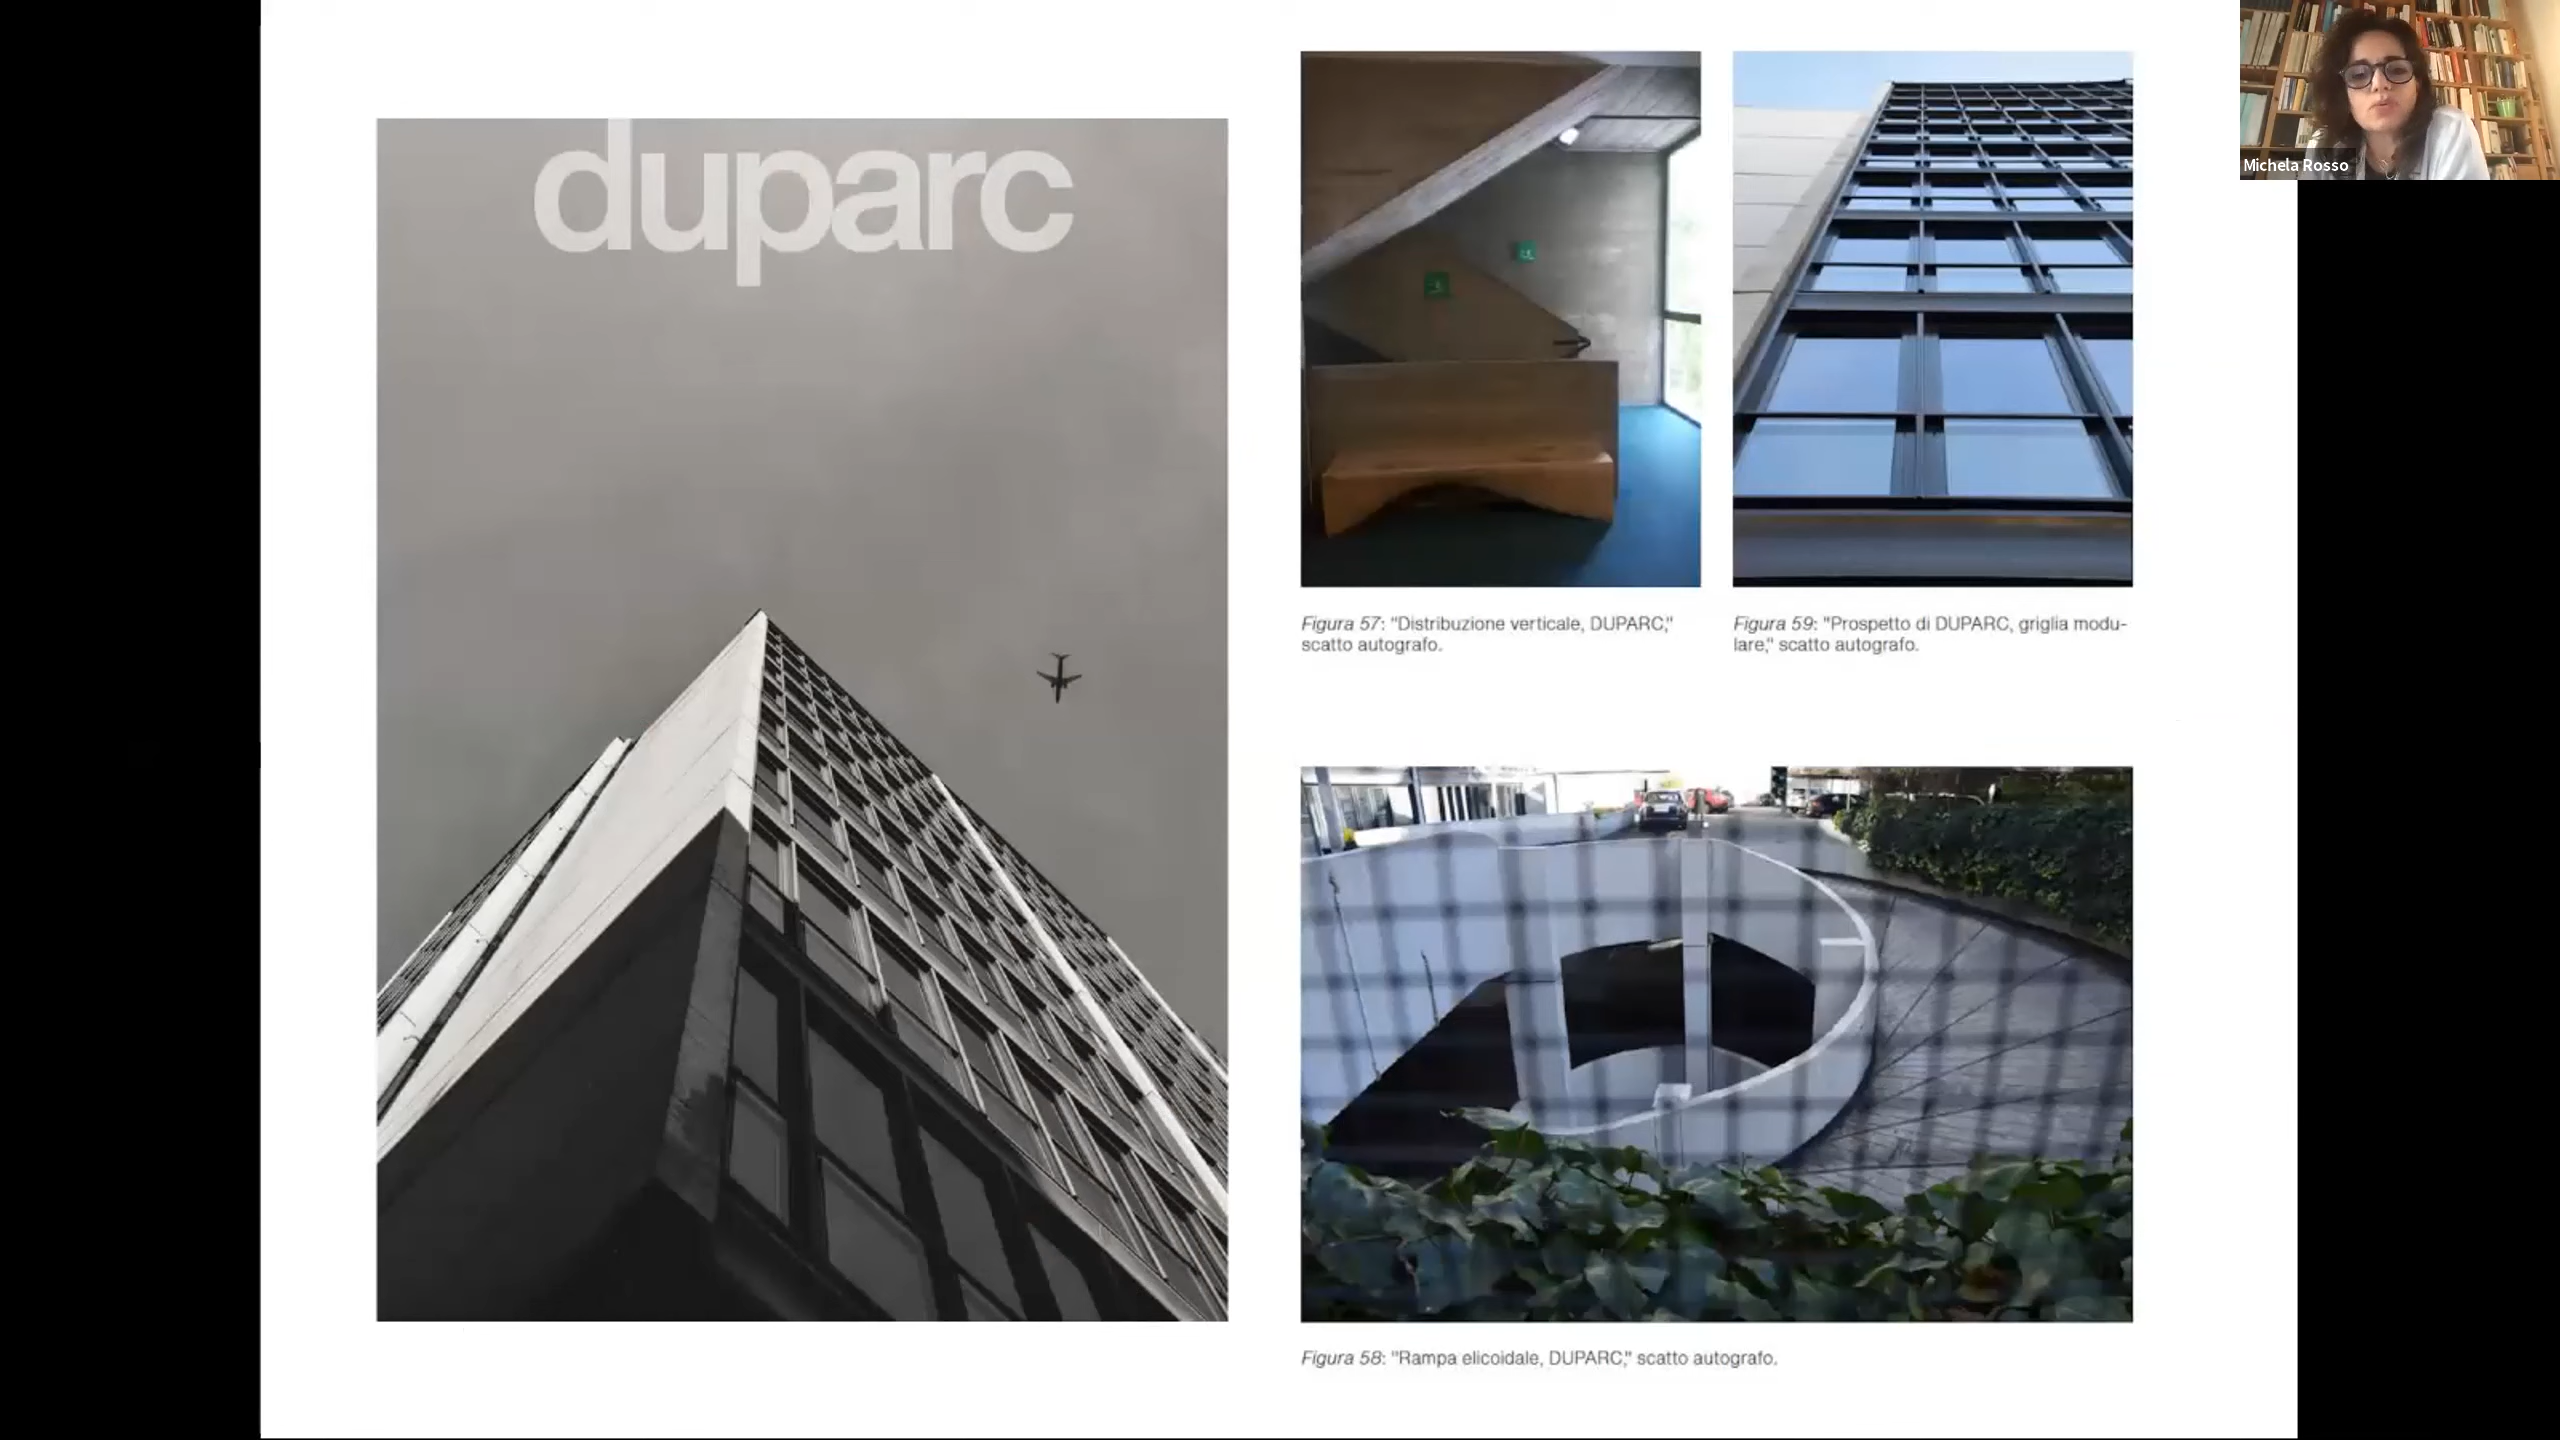 duparc
Figura 57: "Distribuzione verticale, DUPARC,"
scatto autografo.
Figura 59: "Prospetto di DUPARC, griglia modu-
lare," scatto autografo.
Figura 58: "Rampa elicoidale, DUPARC," scatto autografo.
Michela Rosso